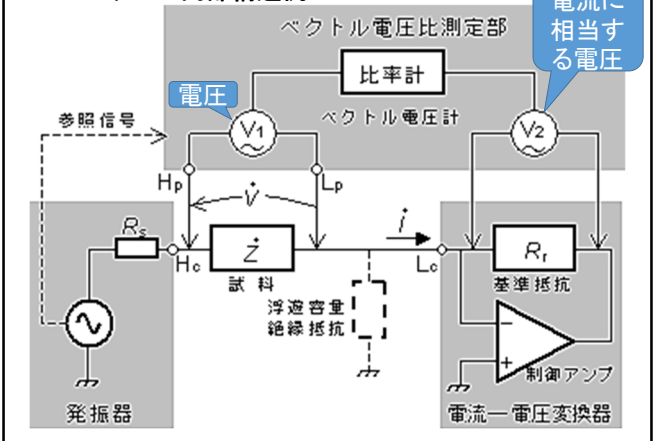 電流に
相当す
る電圧
ベクトル電圧比測定部
比率計
電圧
ベクトル電圧計
参照信号
V1
V2
Hp
Lp
V̇
i̇
Rs
Hc
Ż
Lc
Rr
試料
基準抵抗
浮遊容量
絶縁抵抗
−
+
制御アンプ
発振器
電流—電圧変換器